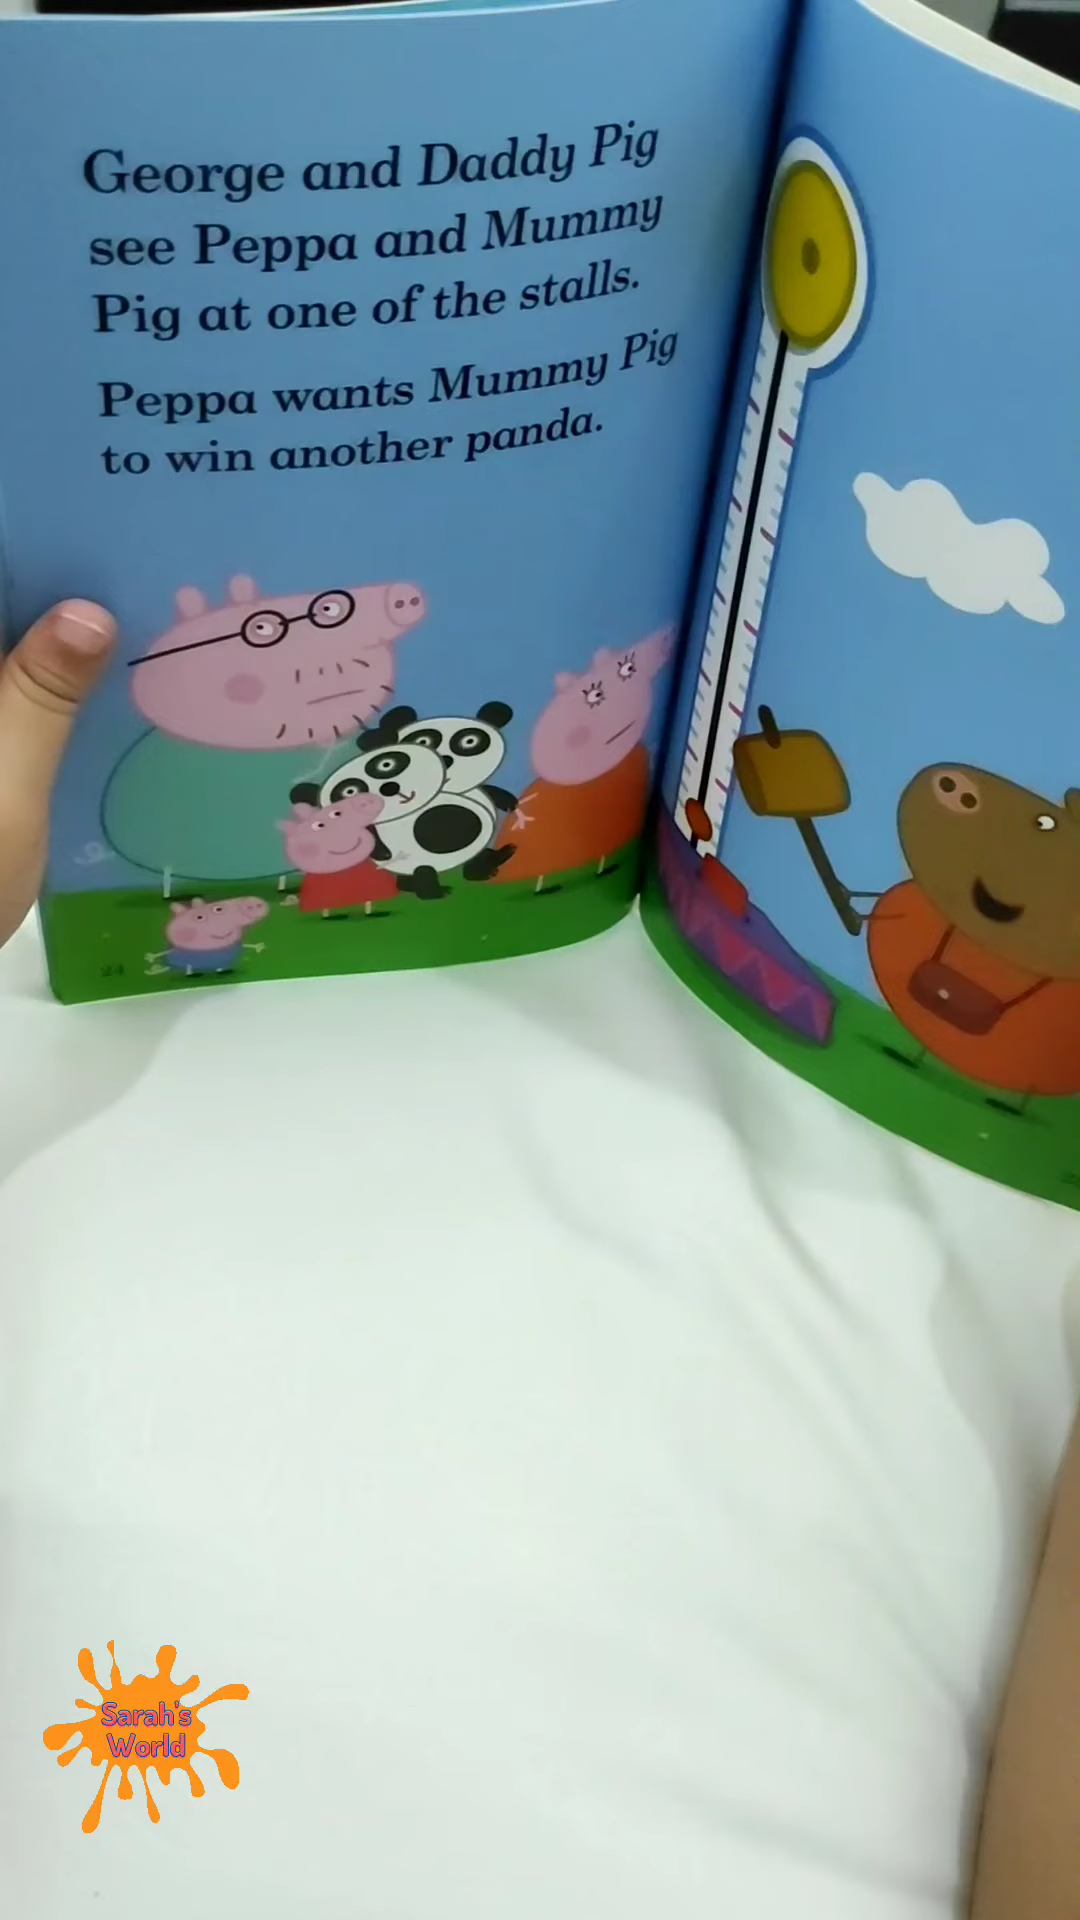 George and Daddy Pig
see Peppa and Mummy
Pig at one of the stalls.
Peppa wants Mummy Pig
to win another panda.
24
Sarah's
World